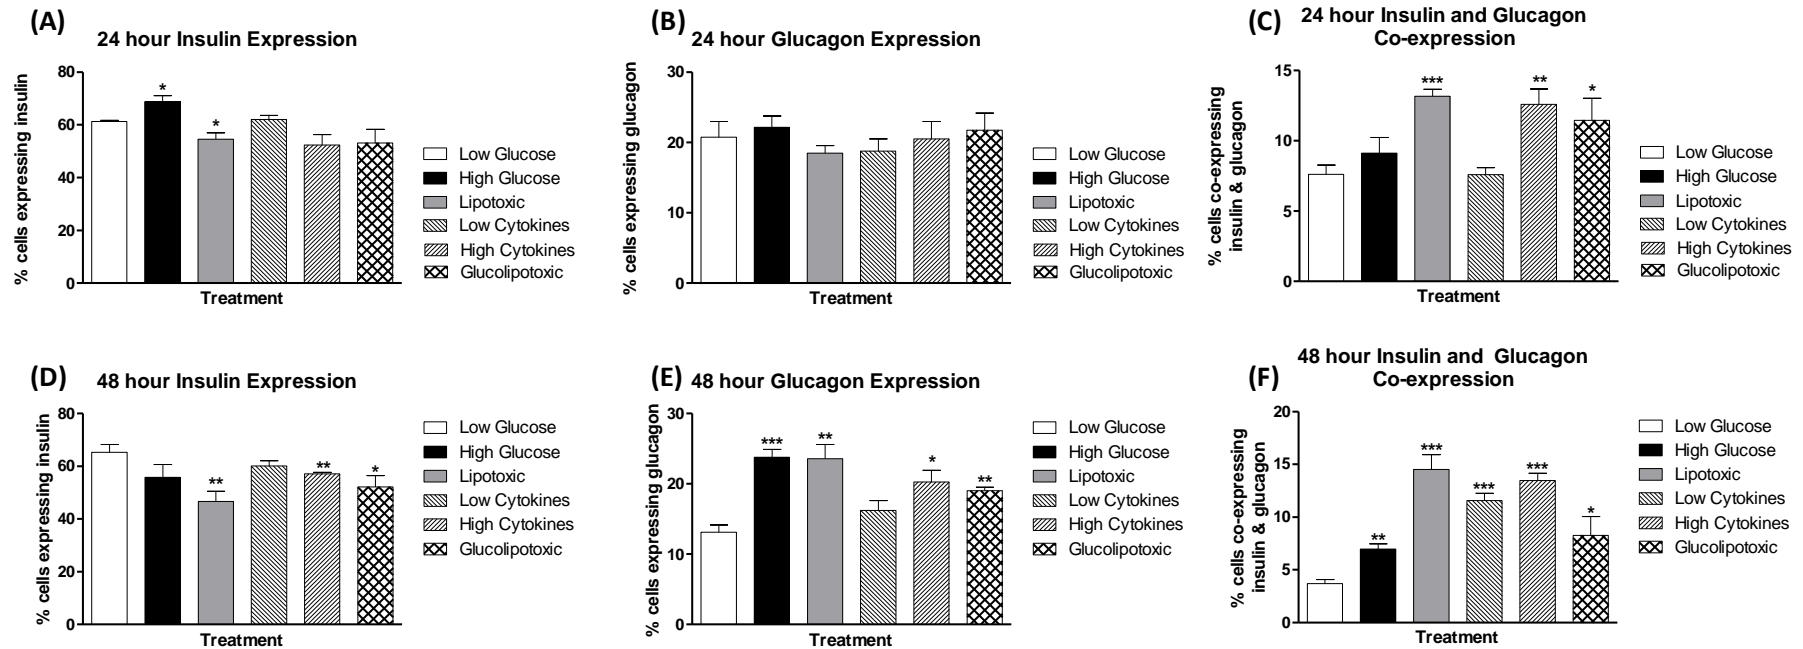 (A)
24 hour Insulin Expression
% cells expressing insulin
80
60
40
20
0
*
*
Treatment
Low Glucose
High Glucose
Lipotoxic
Low Cytokines
High Cytokines
Glucolipotoxic
(B)
24 hour Glucagon Expression
% cells expressing glucagon
30
20
10
0
Treatment
Low Glucose
High Glucose
Lipotoxic
Low Cytokines
High Cytokines
Glucolipotoxic
(C)
24 hour Insulin and Glucagon
Co-expression
% cells co-expressing
insulin & glucagon
15
10
5
0
***
**
*
Treatment
Low Glucose
High Glucose
Lipotoxic
Low Cytokines
High Cytokines
Glucolipotoxic
(D)
48 hour Insulin Expression
% cells expressing insulin
80
60
40
20
0
**
**
*
Treatment
Low Glucose
High Glucose
Lipotoxic
Low Cytokines
High Cytokines
Glucolipotoxic
(E)
48 hour Glucagon Expression
% cells expressing glucagon
30
20
10
0
***
**
*
**
Treatment
Low Glucose
High Glucose
Lipotoxic
Low Cytokines
High Cytokines
Glucolipotoxic
(F)
48 hour Insulin and Glucagon
Co-expression
% cells co-expressing
insulin & glucagon
20
15
10
5
0
**
***
***
***
*
Treatment
Low Glucose
High Glucose
Lipotoxic
Low Cytokines
High Cytokines
Glucolipotoxic